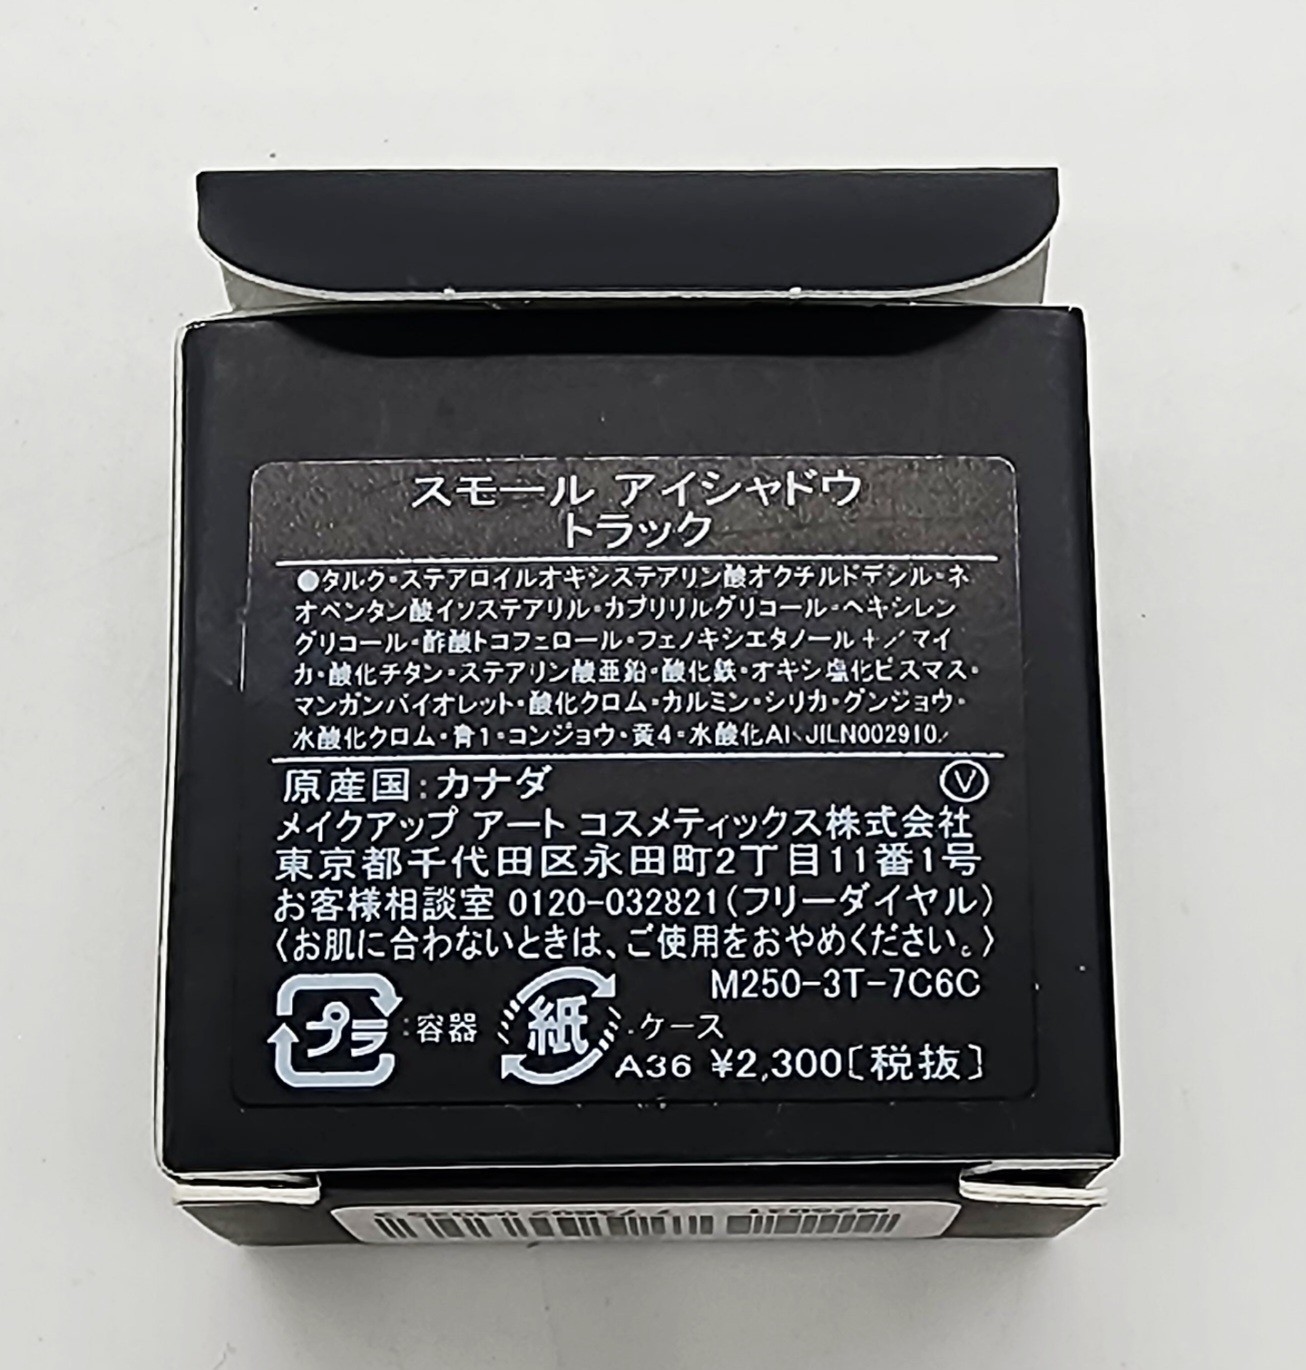 スモール アイシャドウ
トラック
●タルク・ステアロイルオキシステアリン酸オクチルドデシル・ネ
オペンタン酸イソステアリル・カプリリルグリコール・ヘキシレン
グリコール・酢酸トコフェロール・フェノキシエタノール +/マイ
カ・酸化チタン・ステアリン酸亜鉛・酸化鉄・オキシ塩化ビスマス・
マンガンバイオレット・酸化クロム・カルミン・シリカ・グンジョウ・
水酸化クロム・青1・コンジョウ・黄4・水酸化Al、JILN002910/
原産国:カナダ Ⓥ
メイクアップ アート コスメティックス株式会社
東京都千代田区永田町2丁目11番1号
お客様相談室 0120-032821(フリーダイヤル)
〈お肌に合わないときは、ご使用をおやめください。〉
M250-3T-7C6C
プラ:容器 紙:ケース
A36 ¥2,300[税抜]